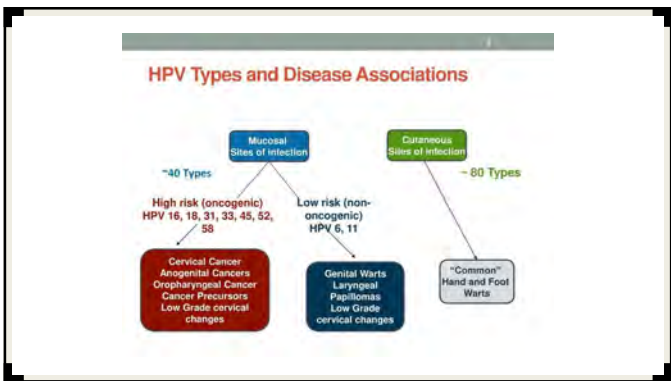 HPV Types and Disease Associations
Mucosal
Sites of infection
Cutaneous
Sites of infection
~40 Types
~ 80 Types
High risk (oncogenic)
HPV 16, 18, 31, 33, 45, 52,
58
Low risk (non-
oncogenic)
HPV 6, 11
Cervical Cancer
Anogenital Cancers
Oropharyngeal Cancer
Cancer Precursors
Low Grade cervical
changes
Genital Warts
Laryngeal
Papillomas
Low Grade
cervical changes
"Common"
Hand and Foot
Warts